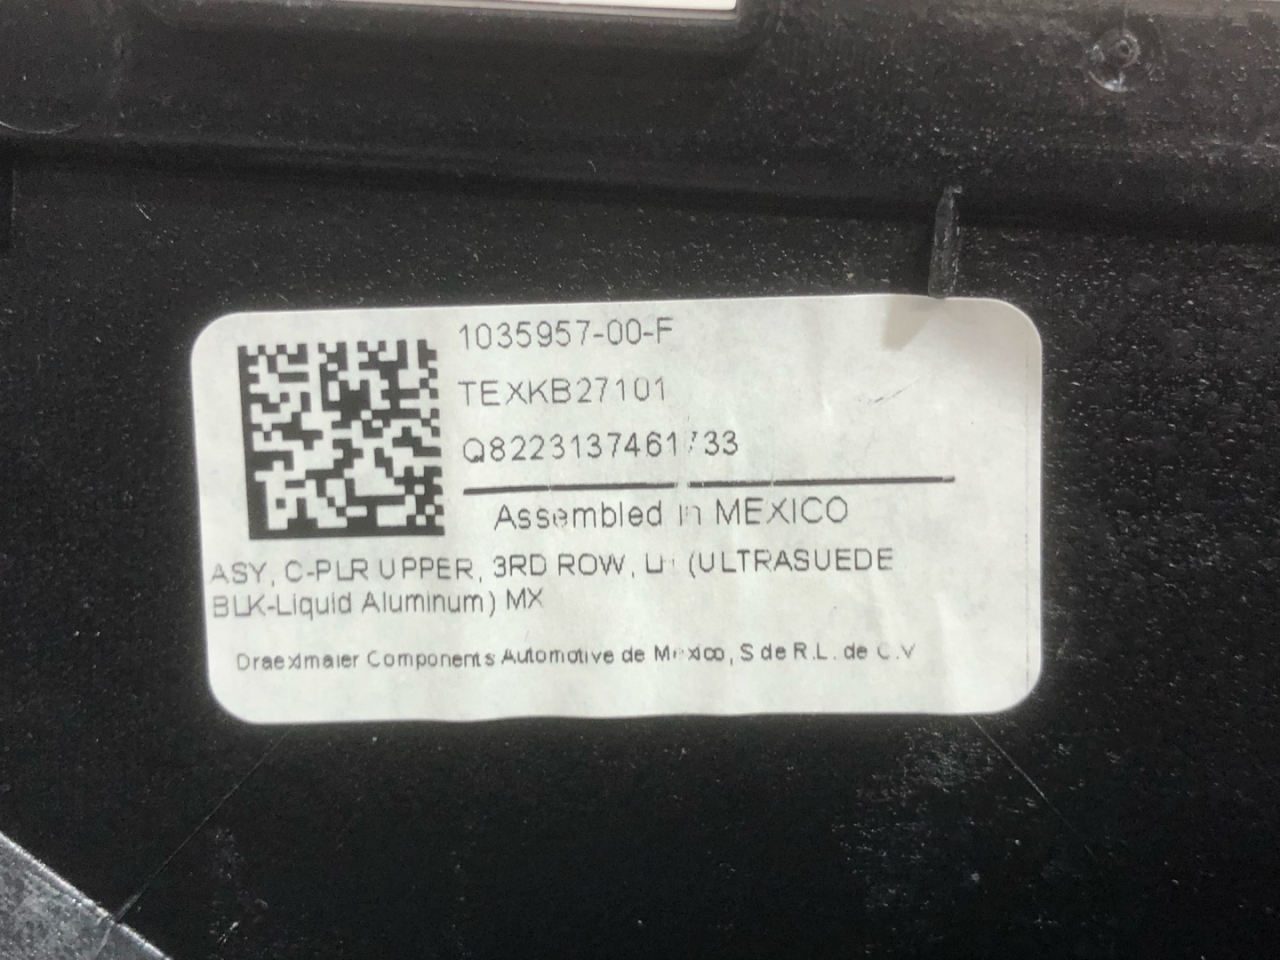 1035957-00-F
TEXKB27101
Assembled in MEXICO
ASY, C-PLR UPPER, 3RD ROW, (ULTRASUEDE
BLK-Liquid Aluminum) MX
Draexlmaier Components Automotive de Mexico, S de R.L. de C.V